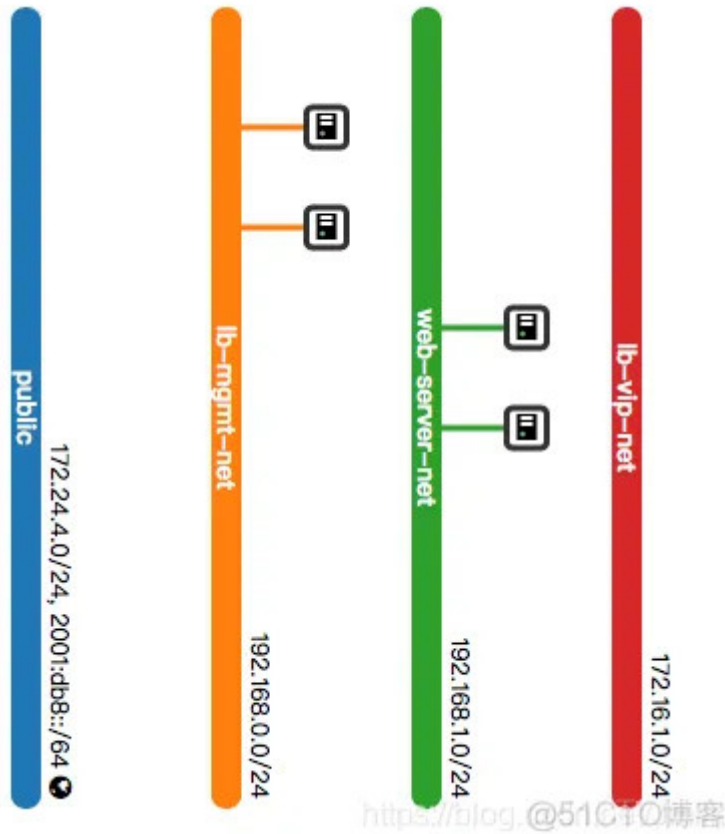 public
172.24.4.0/24, 2001:db8::/64
lb-mgmt-net
192.168.0.0/24
web-server-net
192.168.1.0/24
lb-vip-net
172.16.1.0/24
https://blog. @51CTO博客